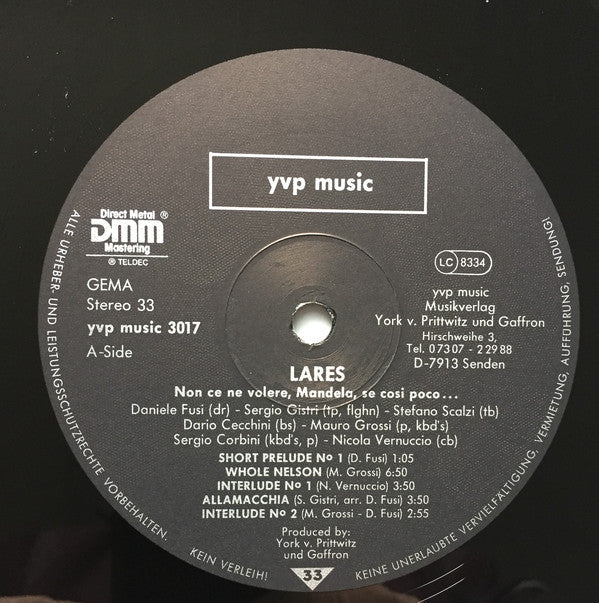 yvp music
Direct Metal ®
DMM
Mastering
® TELDEC
GEMA
Stereo 33
yvp music 3017
A-Side
LC 8334
yvp music
Musikverlag
York v. Prittwitz und Gaffron
Hirschweihe 3,
Tel. 07307 - 22988
D-7913 Senden
LARES
Non ce ne volere, Mandela, se cosi poco...
Daniele Fusi (dr) - Sergio Gistri (tp, flghn) - Stefano Scalzi (tb)
Dario Cecchini (bs) - Mauro Grossi (p, kbd's)
Sergio Corbini (kbd's, p) - Nicola Vernuccio (cb)
SHORT PRELUDE Nº 1 (D. Fusi) 1:05
WHOLE NELSON (M. Grossi) 6:50
INTERLUDE Nº 1 (N. Vernuccio) 3:50
ALLAMACCHIA (S. Gistri, arr. D. Fusi) 3:50
INTERLUDE Nº 2 (M. Grossi - D. Fusi) 2:55
Produced by:
York v. Prittwitz
und Gaffron
33
ALLE URHEBER- UND LEISTUNGSSCHUTZRECHTE VORBEHALTEN.
KEIN VERLEIH!
KEINE UNERLAUBTE VERVIELFÄLTIGUNG, VERMIETUNG, AUFFÜHRUNG, SENDUNG!